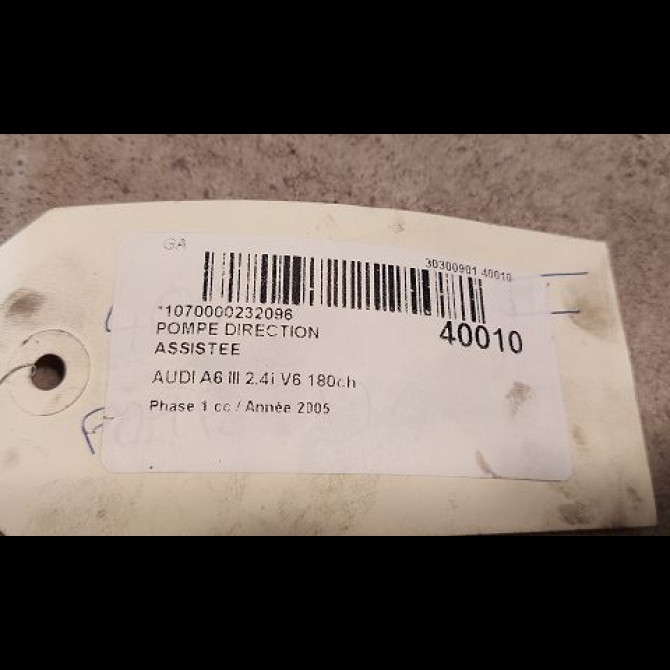 GA
30300901 40010
*1070000232096
40010
POMPE DIRECTION
ASSISTEE
AUDI A6 III 2.4i V6 180ch
Phase 1 cc / Année 2005